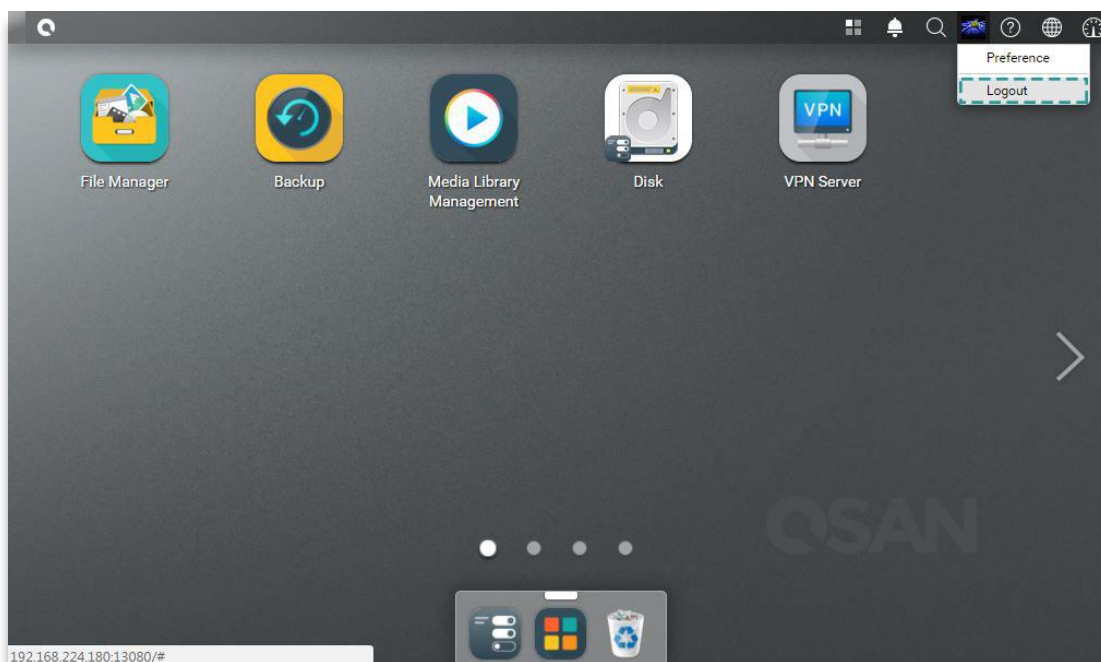 Preference
Logout
VPN
File Manager
Backup
Media Library
Management
Disk
VPN Server
QSAN
192.168.224.180:13080/#